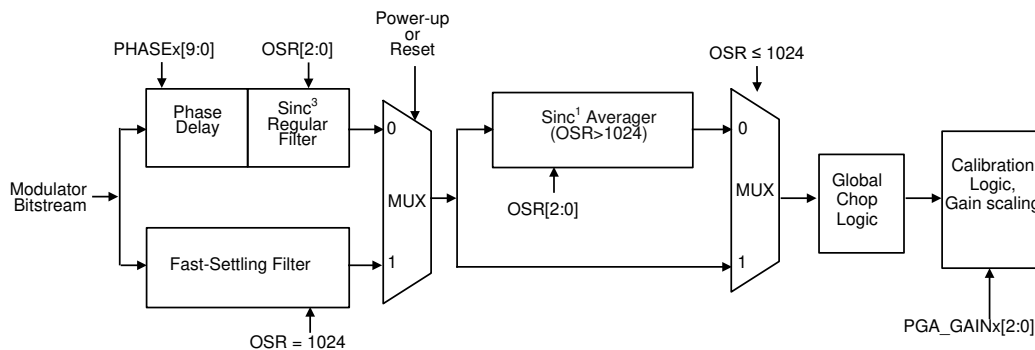 Power-up
or
Reset
PHASEx[9:0]
OSR[2:0]
OSR ≤ 1024
Phase
Delay
Sinc³
Regular
Filter
0
Sinc¹ Averager
(OSR>1024)
0
Modulator
Bitstream
MUX
OSR[2:0]
MUX
Global
Chop
Logic
Calibration
Logic,
Gain scaling
Fast-Settling Filter
1
1
OSR = 1024
PGA_GAINx[2:0]